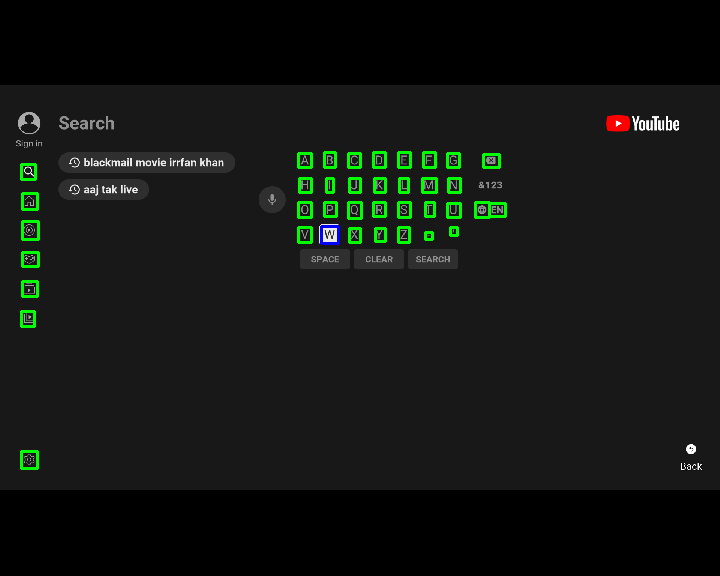 Search
YouTube
Sign in
blackmail movie irrfan khan
aaj tak live
A B C D E F G
H I J K L M N &123
O P Q R S T U EN
V W X Y Z - '
SPACE CLEAR SEARCH
Back